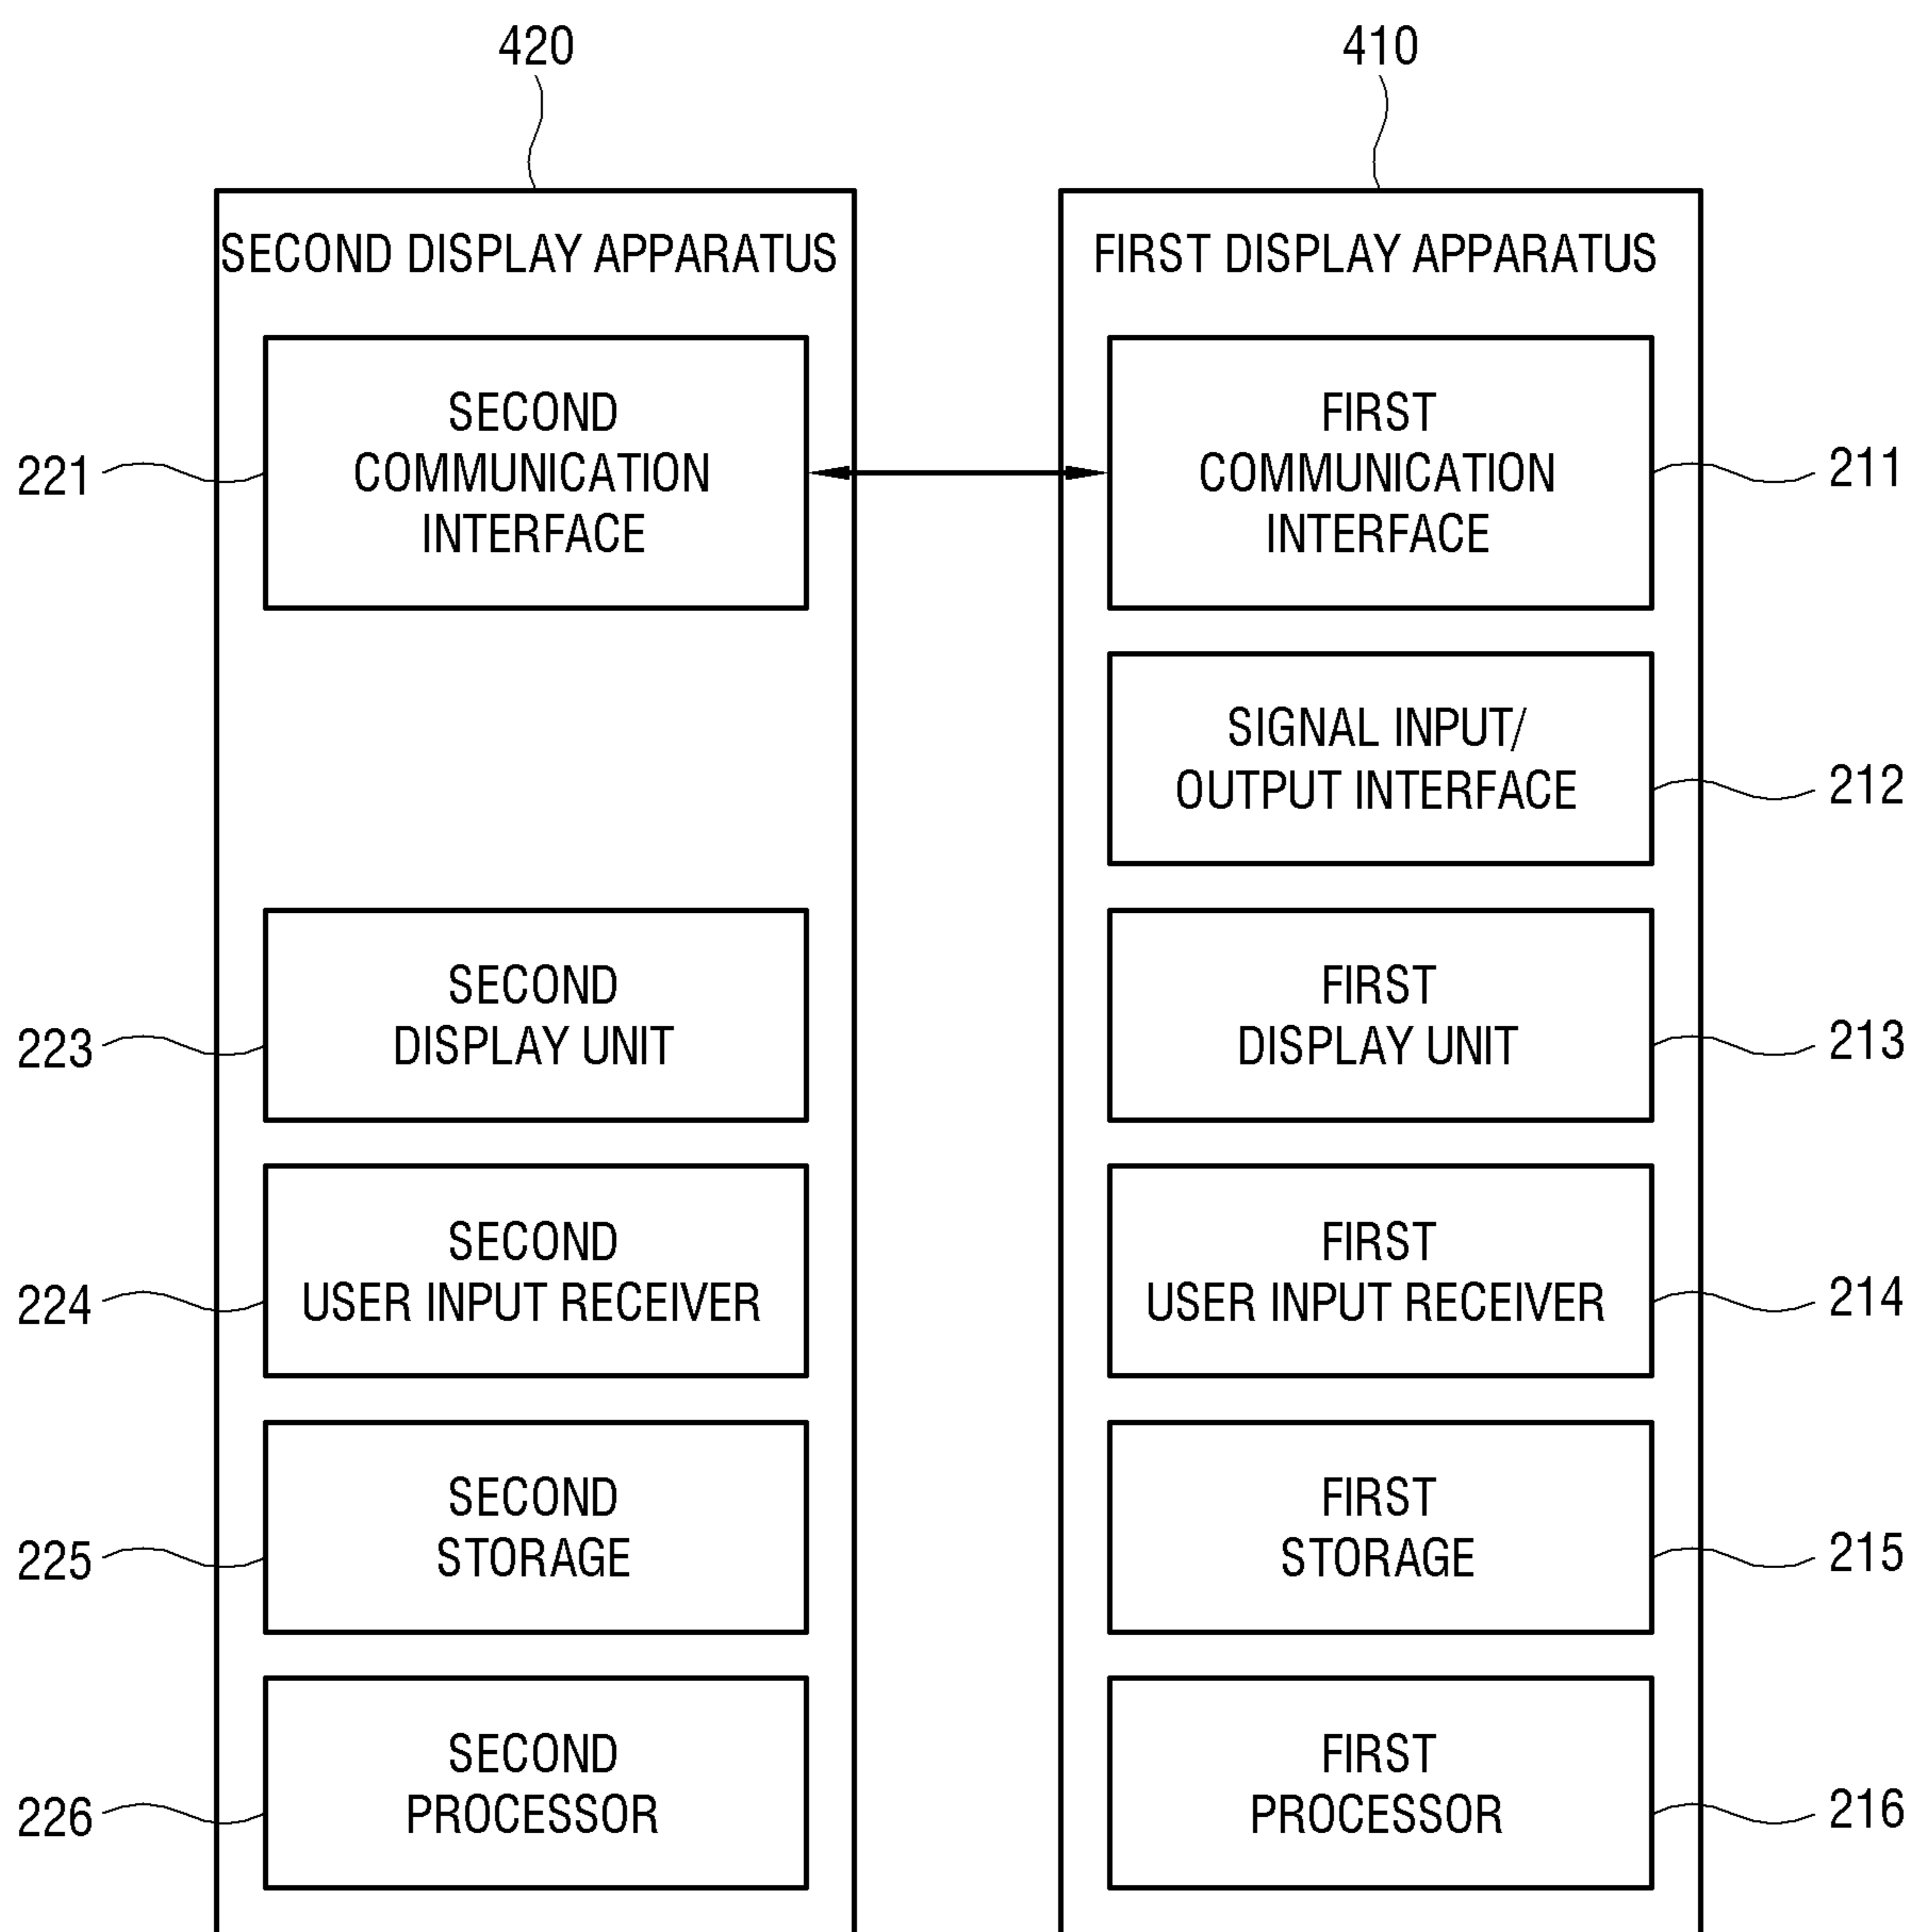 420
410
SECOND DISPLAY APPARATUS
FIRST DISPLAY APPARATUS
SECOND
COMMUNICATION
INTERFACE
221
FIRST
COMMUNICATION
INTERFACE
211
SIGNAL INPUT/
OUTPUT INTERFACE
212
SECOND
DISPLAY UNIT
223
FIRST
DISPLAY UNIT
213
SECOND
USER INPUT RECEIVER
224
FIRST
USER INPUT RECEIVER
214
SECOND
STORAGE
225
FIRST
STORAGE
215
SECOND
PROCESSOR
226
FIRST
PROCESSOR
216